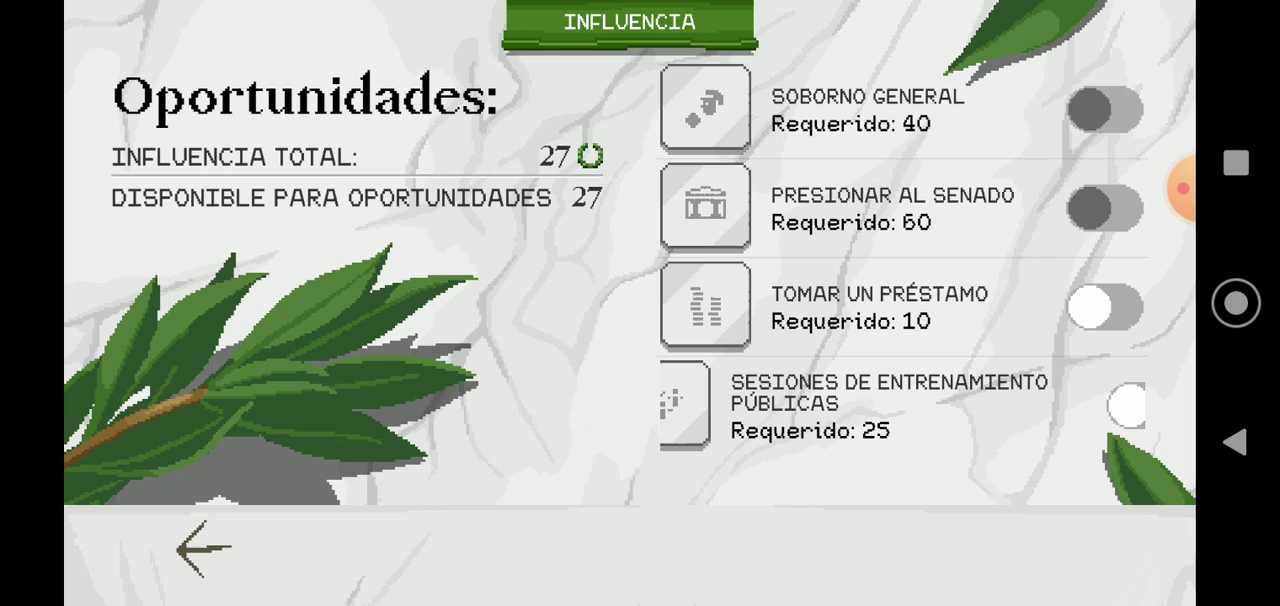 INFLUENCIA
Oportunidades:
INFLUENCIA TOTAL: 27
DISPONIBLE PARA OPORTUNIDADES 27
SOBORNO GENERAL
Requerido: 40
PRESIONAR AL SENADO
Requerido: 60
TOMAR UN PRÉSTAMO
Requerido: 10
SESIONES DE ENTRENAMIENTO
PÚBLICAS
Requerido: 25